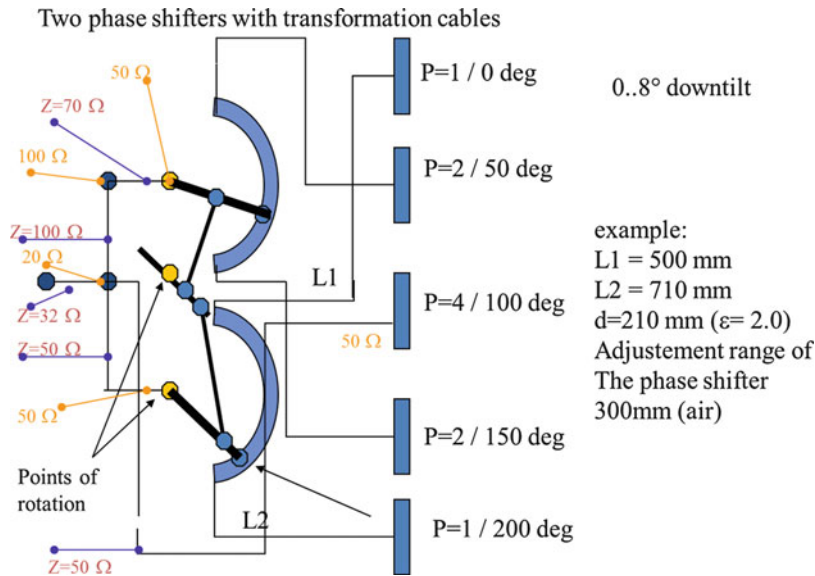 Two phase shifters with transformation cables
50 Ω
Z=70 Ω
100 Ω
Z=100 Ω
20 Ω
Z=32 Ω
Z=50 Ω
50 Ω
Points of
rotation
Z=50 Ω
L1
L2
50 Ω
P=1 / 0 deg
P=2 / 50 deg
P=4 / 100 deg
P=2 / 150 deg
P=1 / 200 deg
0..8° downtilt
example:
L1 = 500 mm
L2 = 710 mm
d=210 mm (ε= 2.0)
Adjustement range of
The phase shifter
300mm (air)